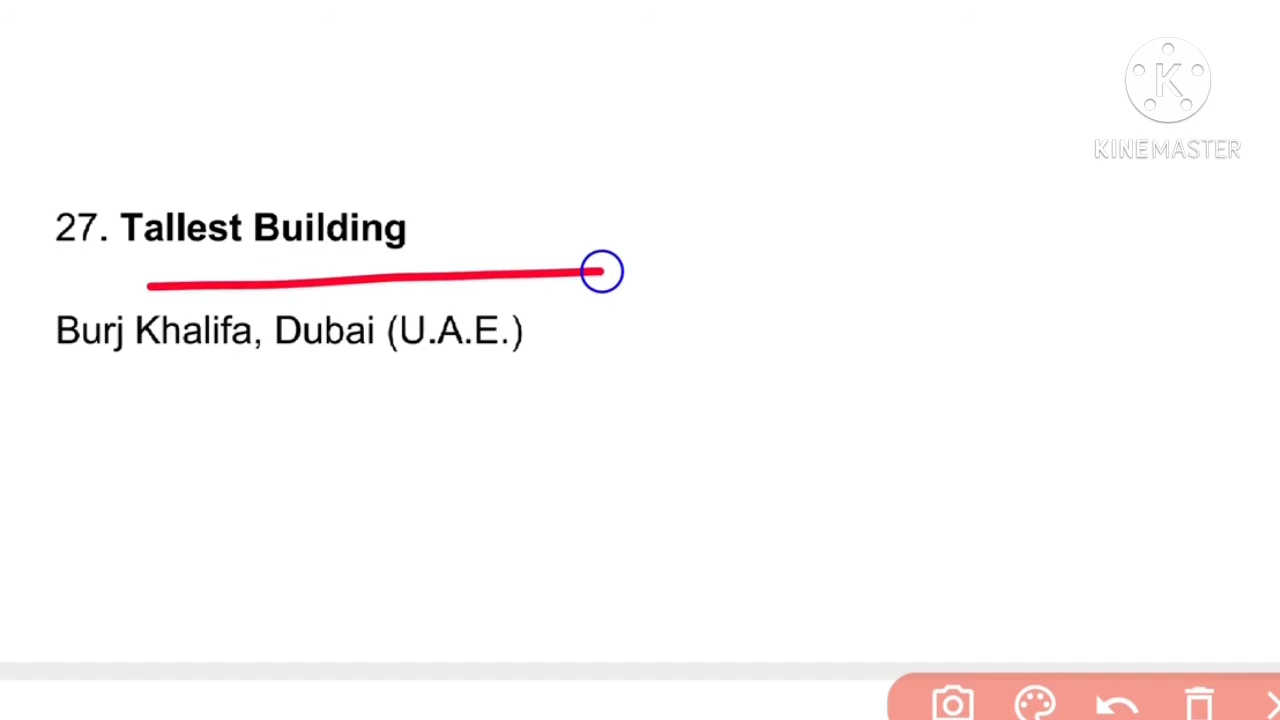 K
KINEMASTER
27. Tallest Building
Burj Khalifa, Dubai (U.A.E.)